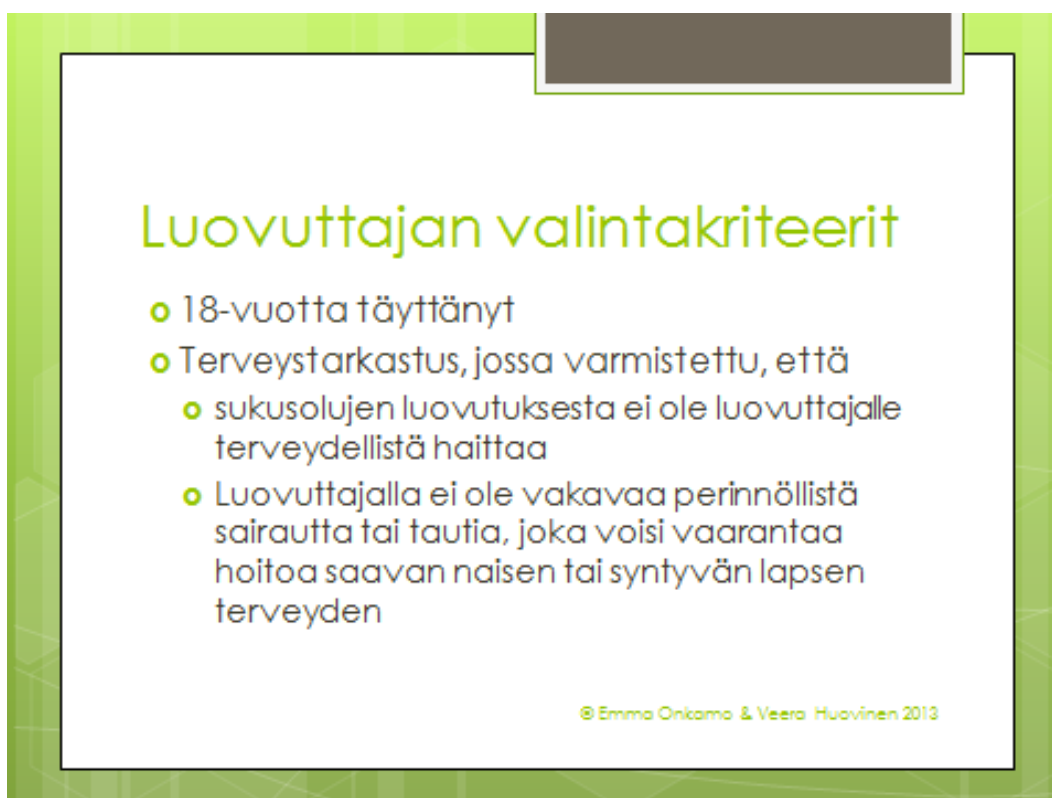 Luovuttajan valintakriteerit
18-vuotta täyttänyt
Terveystarkastus, jossa varmistettu, että
sukusolujen luovutuksesta ei ole luovuttajalle
terveydellistä haittaa
Luovuttajalla ei ole vakavaa perinnöllistä
sairautta tai tautia, joka voisi vaarantaa
hoitoa saavan naisen tai syntyvän lapsen
terveyden
© Emma Onkamo & Veera Huovinen 2013